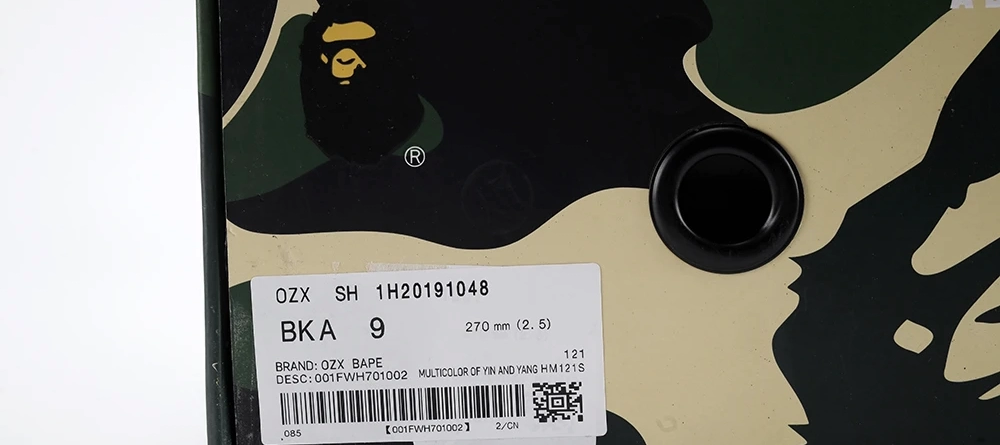 ®
OZX SH 1H20191048
BKA 9 270 mm (2.5)
121
BRAND: OZX BAPE
DESC:001FWH701002 MULTICOLOR OF YIN AND YANG HM121S
085 【001FWH701002】 2/CN